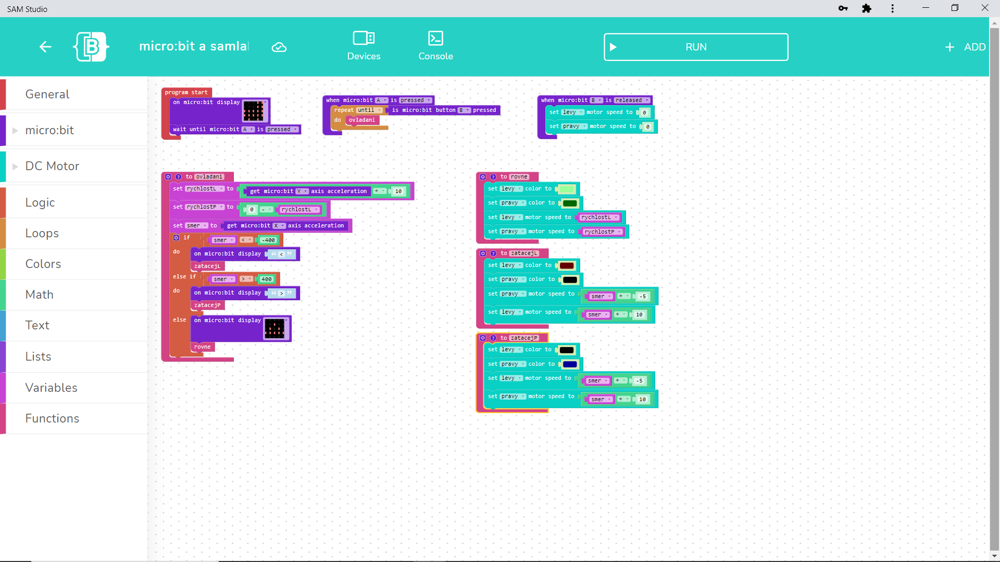 SAM Studio
B
micro:bit a samla
Devices
Console
RUN
+ ADD
General
micro:bit
DC Motor
Logic
Loops
Colors
Math
Text
Lists
Variables
Functions
program start
on micro:bit display
wait until micro:bit A is pressed
when micro:bit A is pressed
repeat until is micro:bit button B pressed
do ovladani
when micro:bit B is released
set levy motor speed to 0
set pravy motor speed to 0
? to ovladani
set rychlostL to get micro:bit Y axis acceleration ÷ 10
set rychlostP to 0 - rychlostL
set smer to get micro:bit X axis acceleration
if smer < -400
do on micro:bit display “ < ”
zatacejL
else if smer > 400
do on micro:bit display “ > ”
zatacejP
else on micro:bit display
rovne
? to rovne
set levy color to
set pravy color to
set levy motor speed to rychlostL
set pravy motor speed to rychlostP
? to zatacejL
set levy color to
set pravy color to
set pravy motor speed to smer ÷ -5
set levy motor speed to smer ÷ 10
? to zatacejP
set levy color to
set pravy color to
set levy motor speed to smer ÷ -5
set pravy motor speed to smer ÷ 10